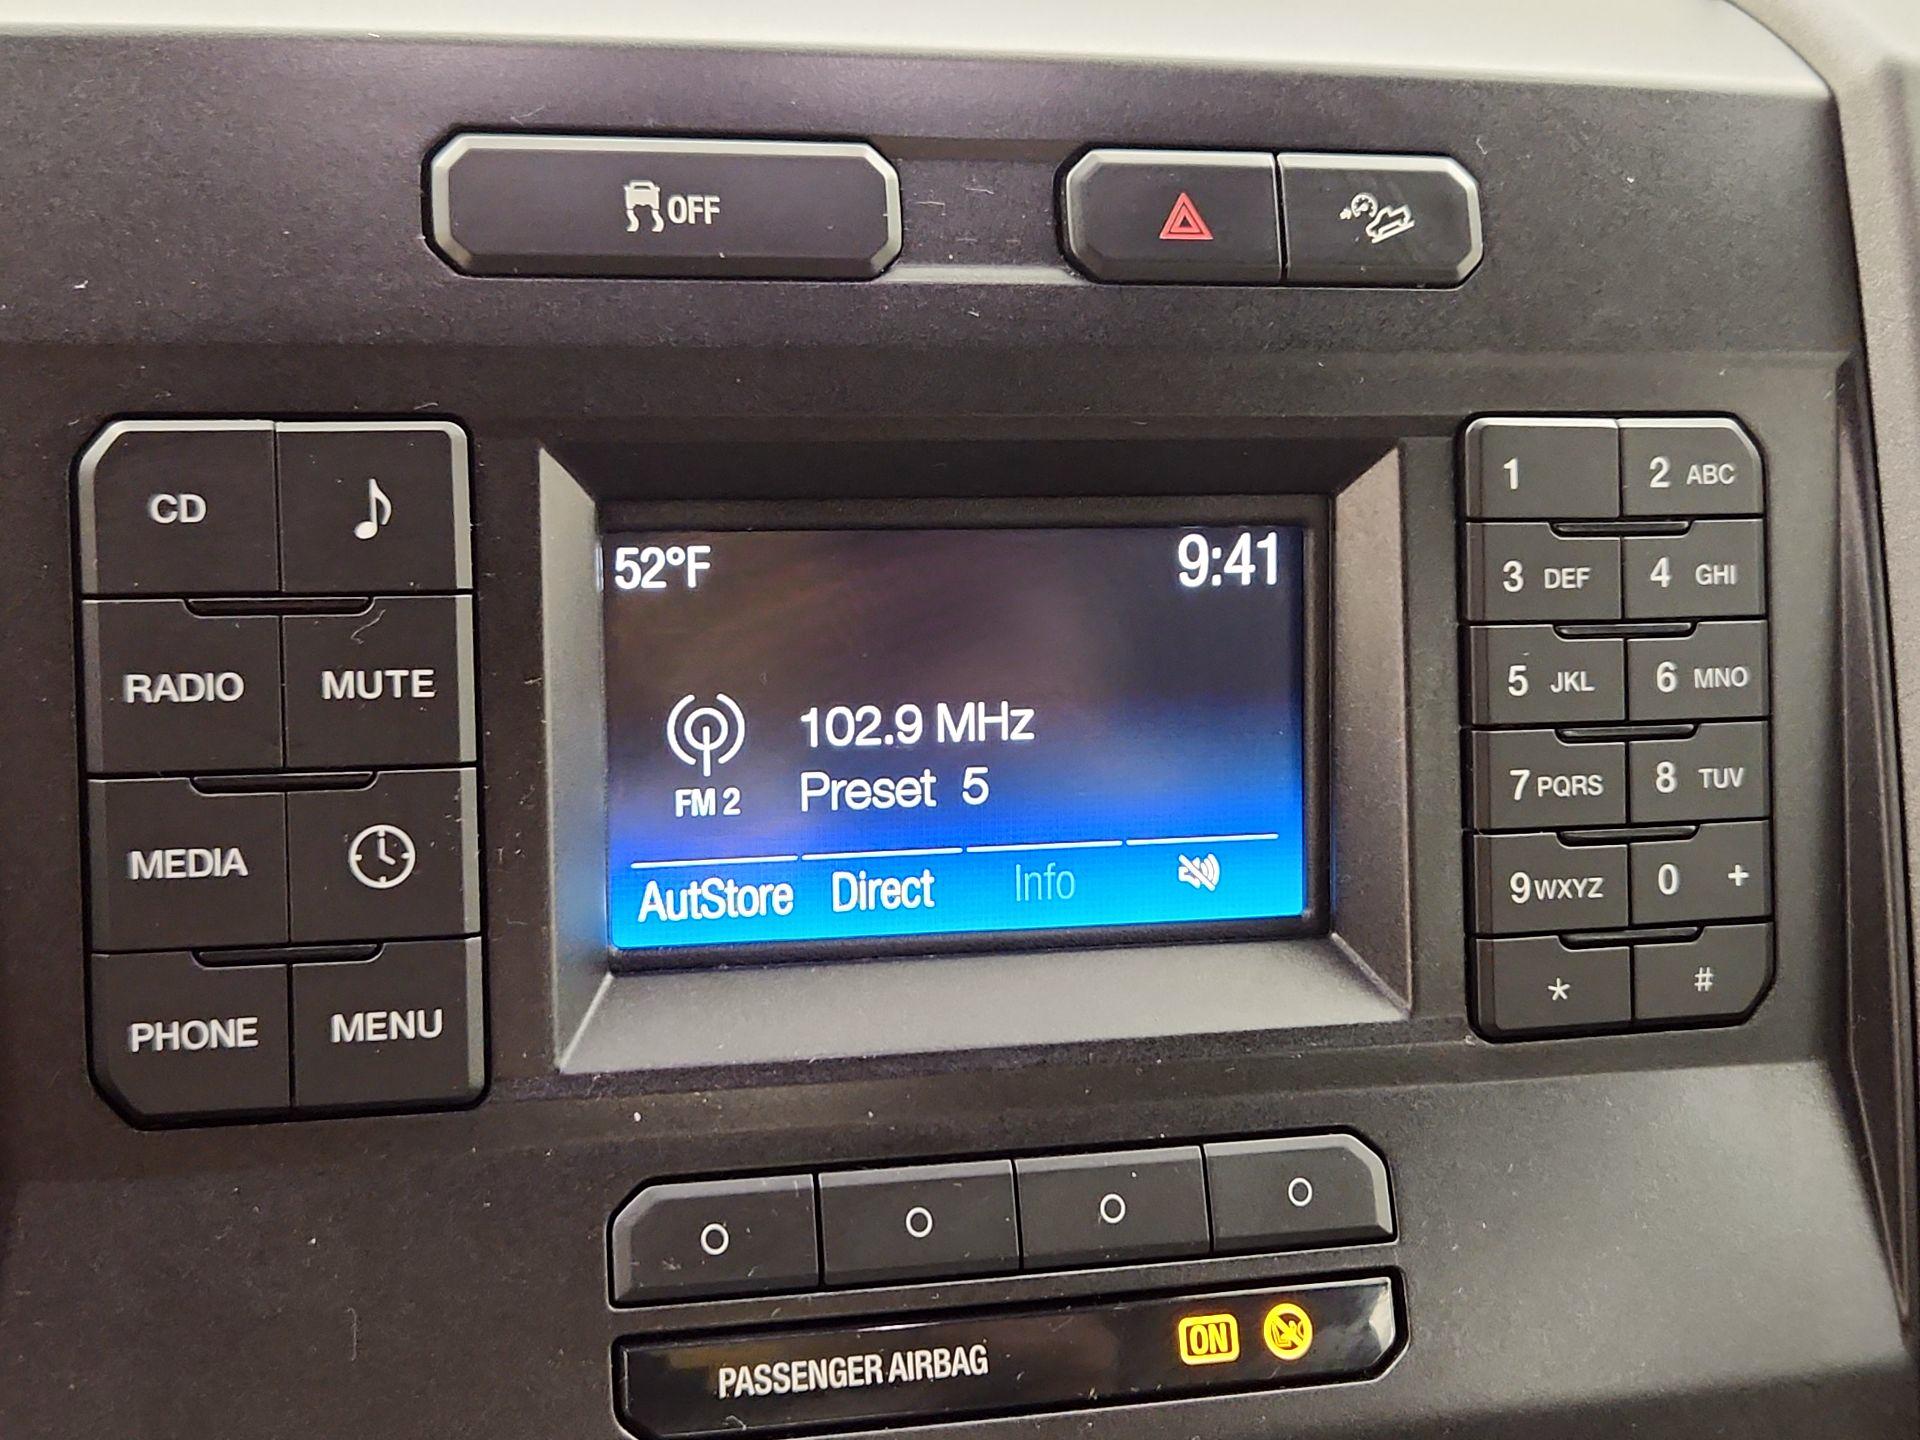 OFF
CD
RADIO MUTE
MEDIA
PHONE MENU
52°F 9:41
102.9 MHz
FM 2
Preset 5
AutStore Direct Info
1 2 ABC
3 DEF 4 GHI
5 JKL 6 MNO
7 PQRS 8 TUV
9 WXYZ 0 +
* #
PASSENGER AIRBAG ON